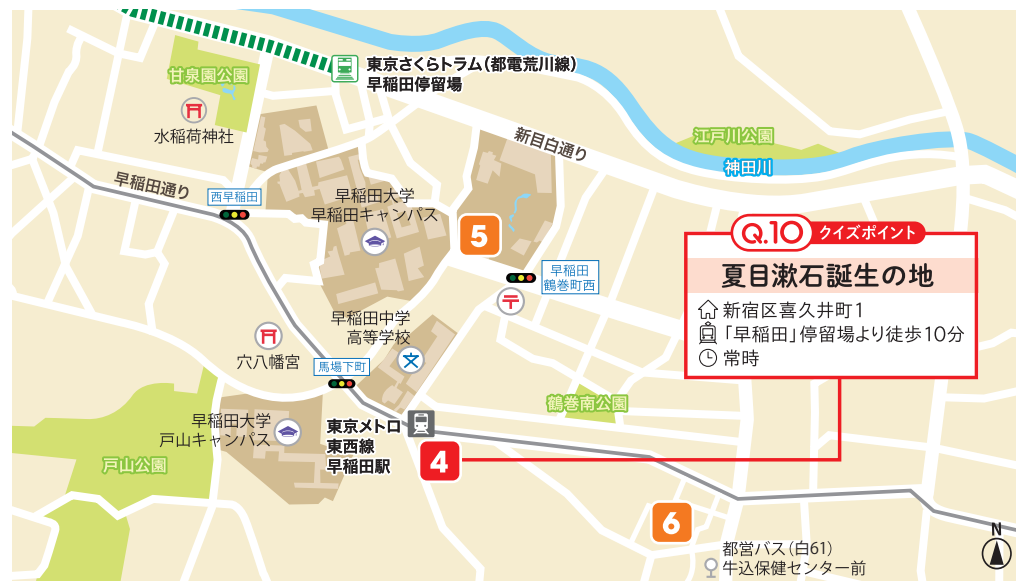 東京さくらトラム(都電荒川線)
早稲田停留場
甘泉園公園
水稲荷神社
新目白通り
江戸川公園
神田川
早稲田通り
西早稲田
早稲田大学
早稲田キャンパス
5
早稲田
鶴巻町西
Q.10 クイズポイント
夏目漱石誕生の地
新宿区喜久井町1
「早稲田」停留場より徒歩10分
常時
早稲田中学
高等学校
文
穴八幡宮
馬場下町
鶴巻南公園
早稲田大学
戸山キャンパス
戸山公園
東京メトロ
東西線
早稲田駅
4
6
都営バス(白61)
牛込保健センター前
N